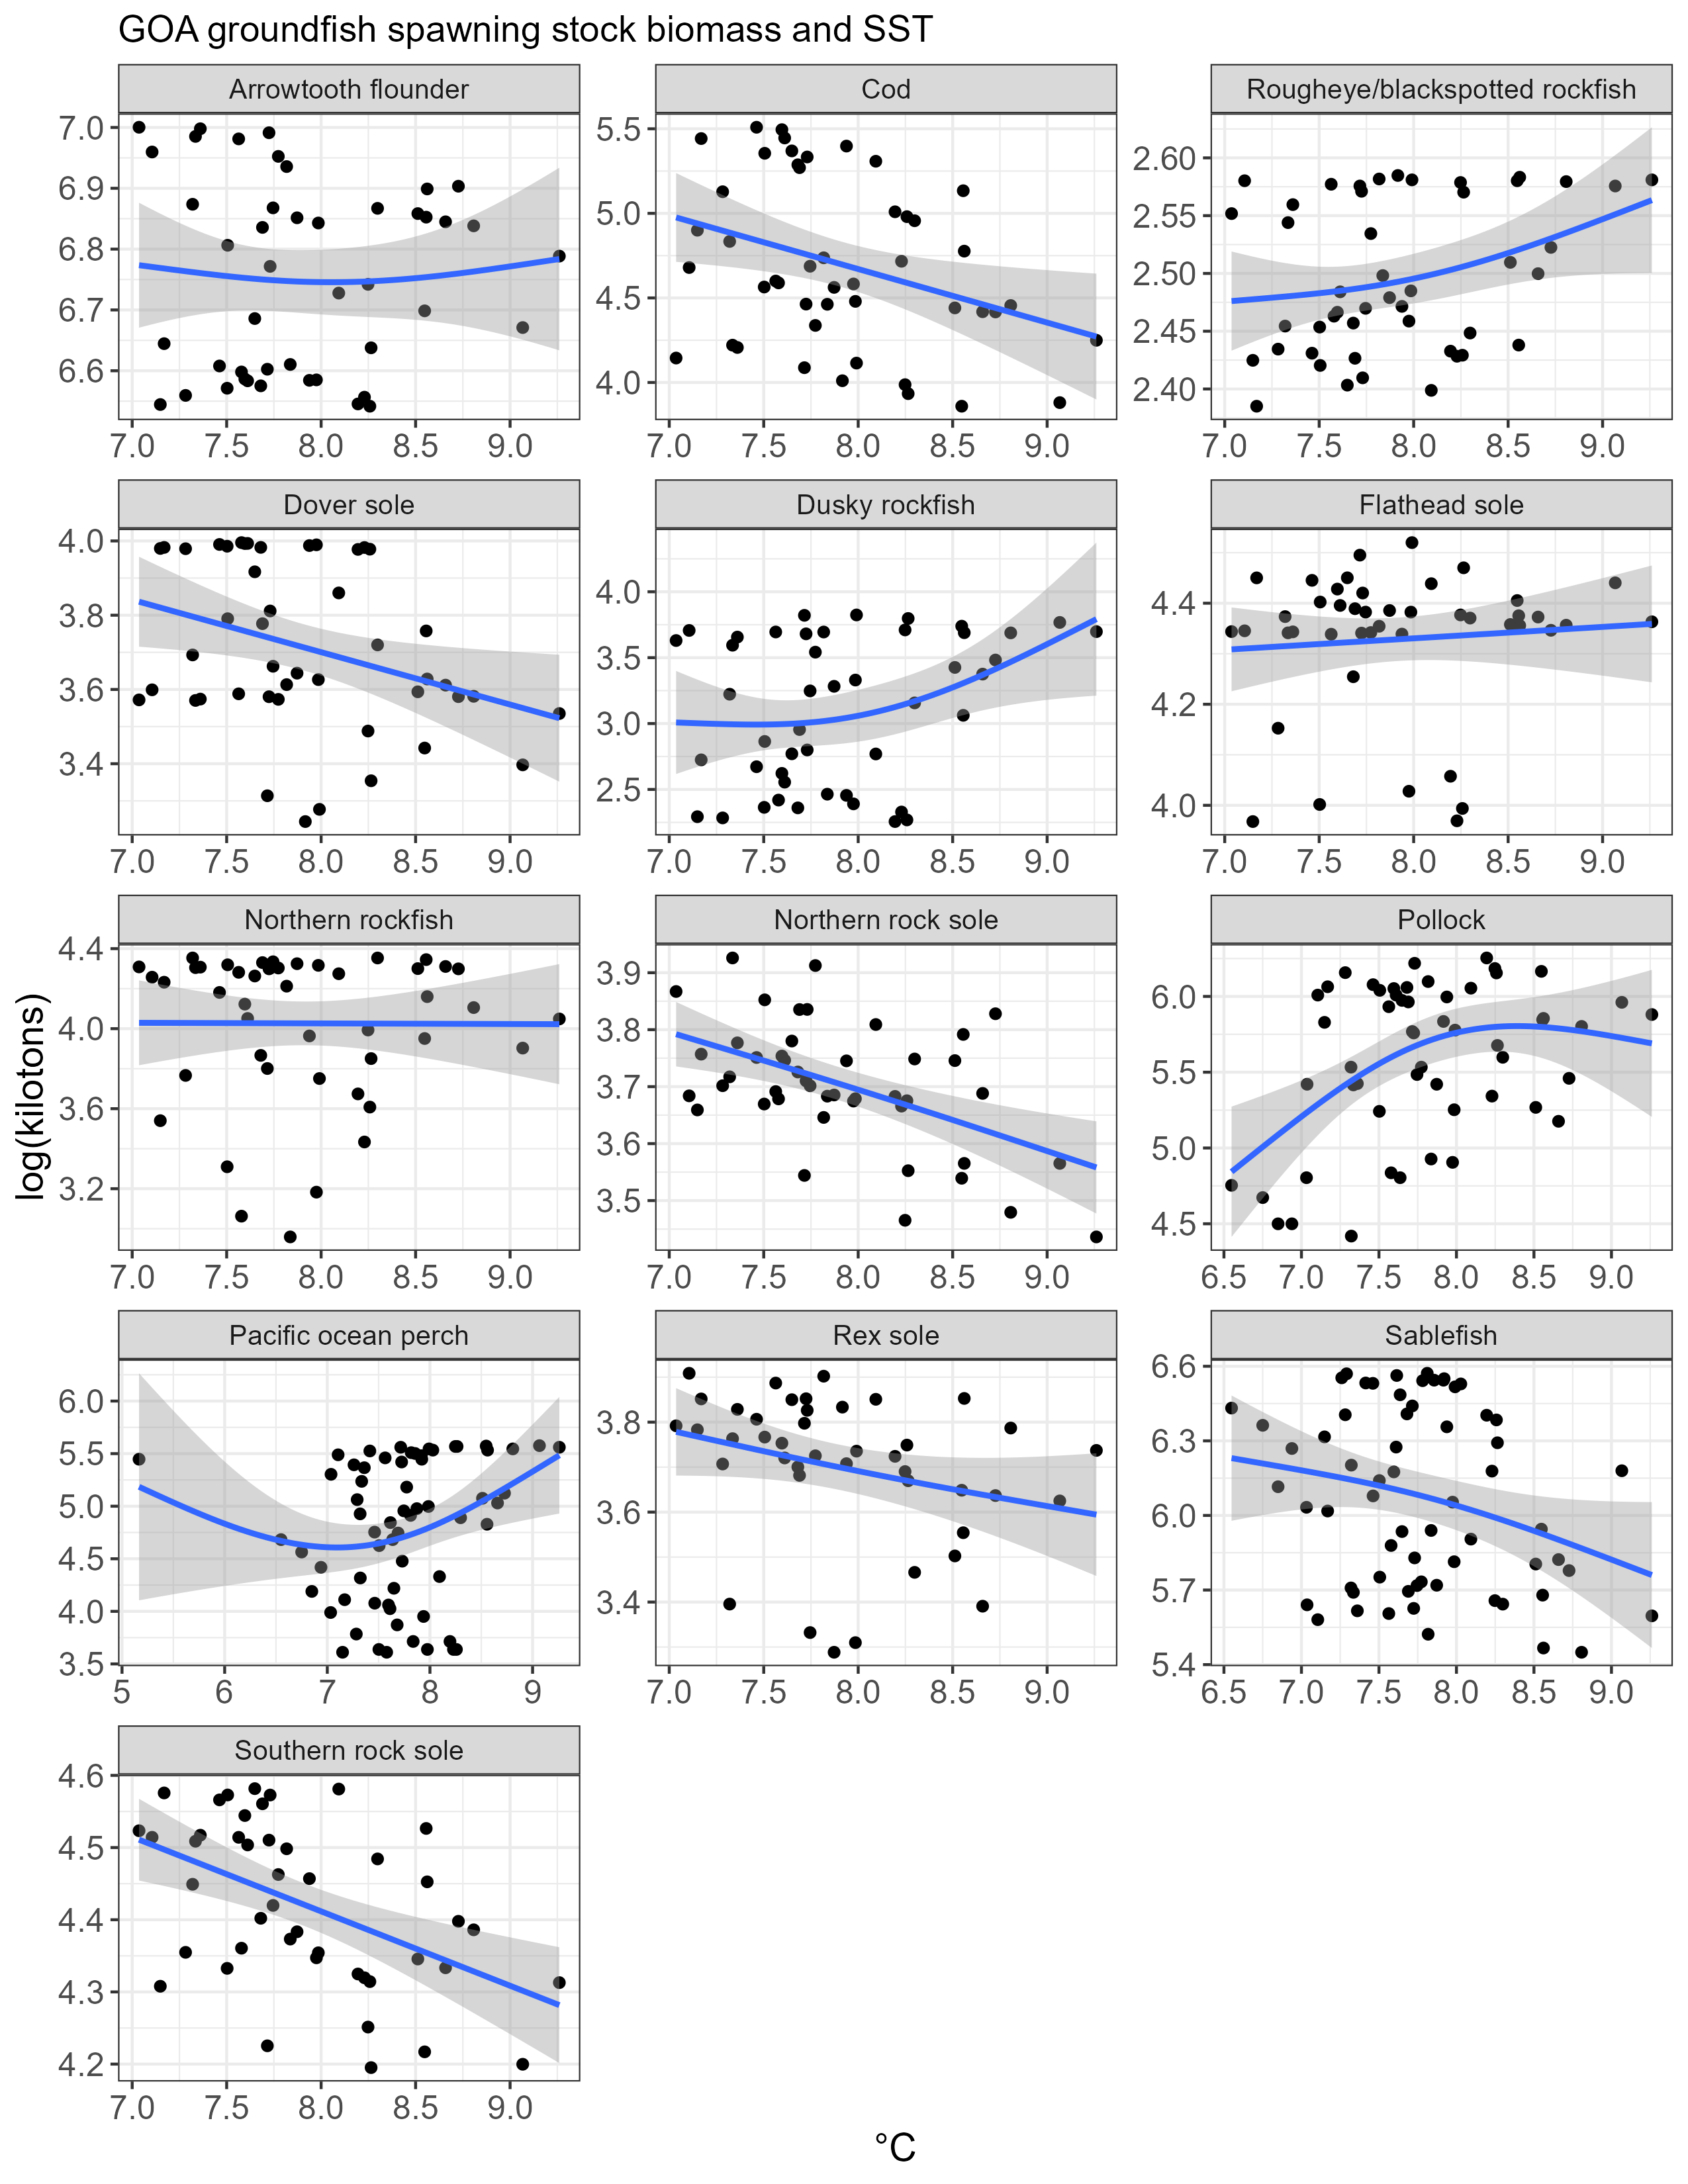 GOA groundfish spawning stock biomass and SST
Arrowtooth flounder
Cod
Rougheye/blackspotted rockfish
7.0
6.9
6.8
6.7
6.6
5.5
5.0
4.5
4.0
2.60
2.55
2.50
2.45
2.40
7.0 7.5 8.0 8.5 9.0
7.0 7.5 8.0 8.5 9.0
7.0 7.5 8.0 8.5 9.0
Dover sole
Dusky rockfish
Flathead sole
4.0
3.8
3.6
3.4
4.0
3.5
3.0
2.5
4.4
4.2
4.0
7.0 7.5 8.0 8.5 9.0
7.0 7.5 8.0 8.5 9.0
7.0 7.5 8.0 8.5 9.0
log(kilotons)
Northern rockfish
Northern rock sole
Pollock
4.4
4.0
3.6
3.2
3.9
3.8
3.7
3.6
3.5
6.0
5.5
5.0
4.5
7.0 7.5 8.0 8.5 9.0
7.0 7.5 8.0 8.5 9.0
6.5 7.0 7.5 8.0 8.5 9.0
Pacific ocean perch
Rex sole
Sablefish
6.0
5.5
5.0
4.5
4.0
3.5
3.8
3.6
3.4
6.6
6.3
6.0
5.7
5.4
5 6 7 8 9
7.0 7.5 8.0 8.5 9.0
6.5 7.0 7.5 8.0 8.5 9.0
Southern rock sole
4.6
4.5
4.4
4.3
4.2
7.0 7.5 8.0 8.5 9.0
°C